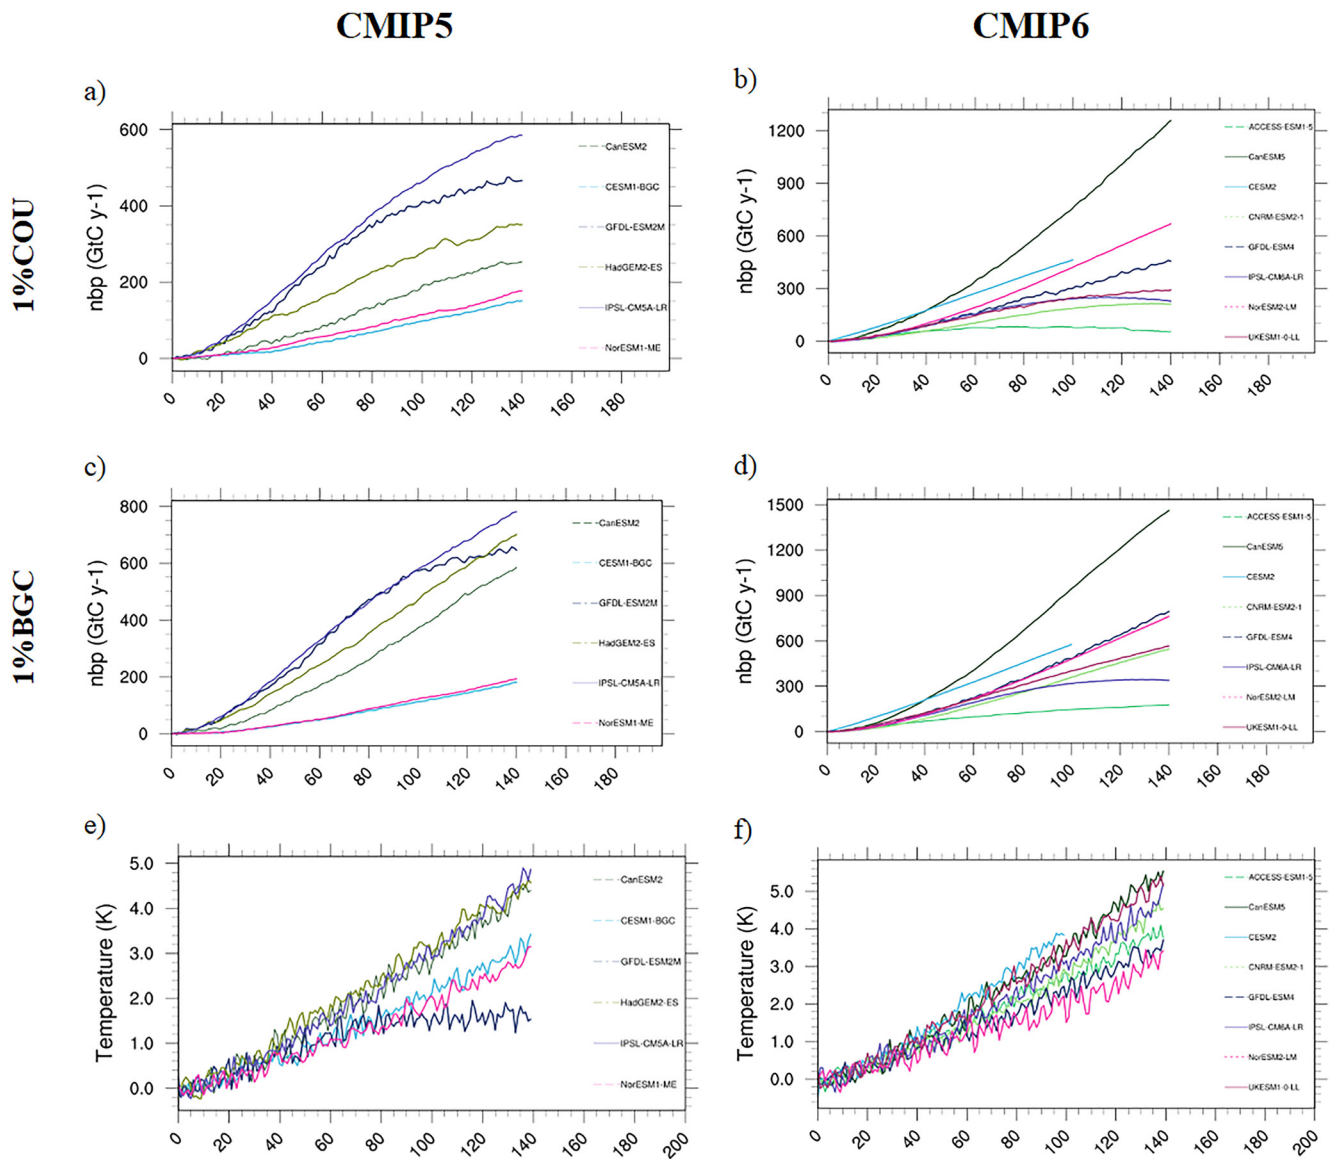 CMIP5
CMIP6
1%COU
1%BGC
a)
nbp (GtC y-1)
600
400
200
0
0 20 40 60 80 100 120 140 160 180
CanESM2
CESM1-BGC
GFDL-ESM2M
HadGEM2-ES
IPSL-CM5A-LR
NorESM1-ME
b)
nbp (GtC y-1)
1200
900
600
300
0
0 20 40 60 80 100 120 140 160 180
ACCESS-ESM1-5
CanESM5
CESM2
CNRM-ESM2-1
GFDL-ESM4
IPSL-CM6A-LR
NorESM2-LM
UKESM1-0-LL
c)
nbp (GtC y-1)
800
600
400
200
0
0 20 40 60 80 100 120 140 160 180
CanESM2
CESM1-BGC
GFDL-ESM2M
HadGEM2-ES
IPSL-CM5A-LR
NorESM1-ME
d)
nbp (GtC y-1)
1500
1200
900
600
300
0
0 20 40 60 80 100 120 140 160 180
ACCESS-ESM1-5
CanESM5
CESM2
CNRM-ESM2-1
GFDL-ESM4
IPSL-CM6A-LR
NorESM2-LM
UKESM1-0-LL
e)
Temperature (K)
5.0
4.0
3.0
2.0
1.0
0.0
0 20 40 60 80 100 120 140 160 180 200
CanESM2
CESM1-BGC
GFDL-ESM2M
HadGEM2-ES
IPSL-CM5A-LR
NorESM1-ME
f)
Temperature (K)
5.0
4.0
3.0
2.0
1.0
0.0
0 20 40 60 80 100 120 140 160 180 200
ACCESS-ESM1-5
CanESM5
CESM2
CNRM-ESM2-1
GFDL-ESM4
IPSL-CM6A-LR
NorESM2-LM
UKESM1-0-LL